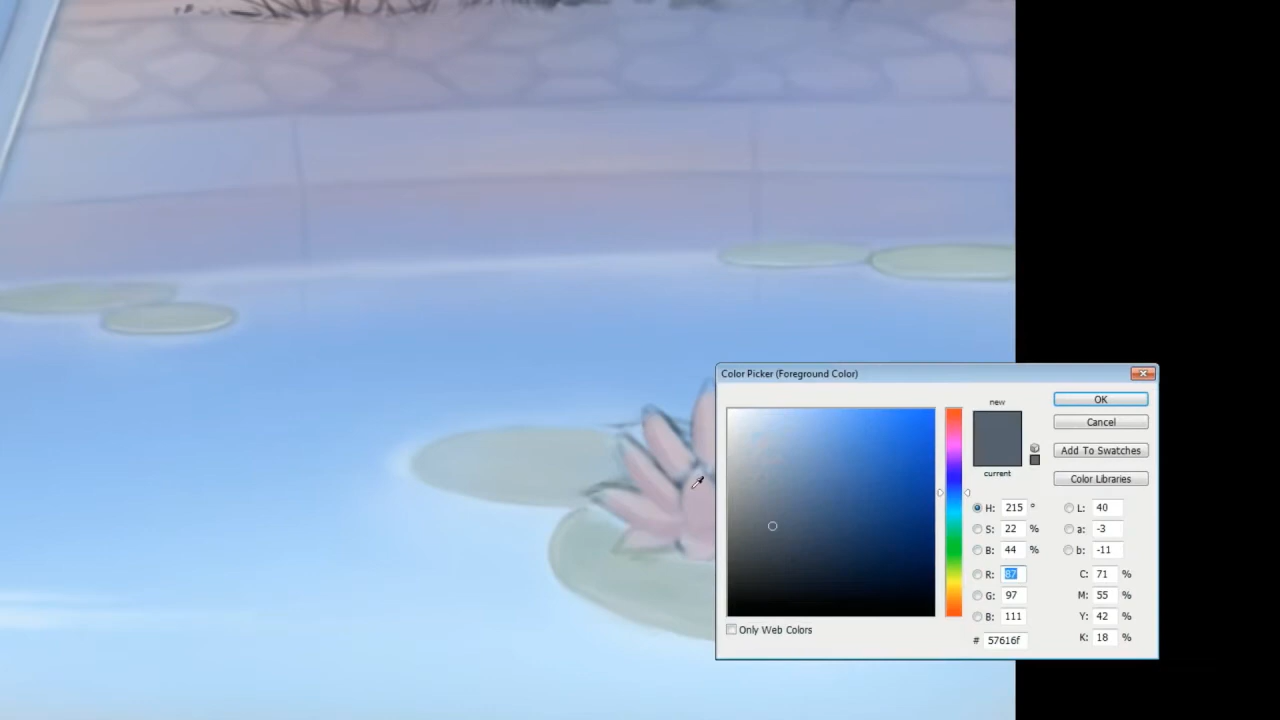 Color Picker (Foreground Color)
new
current
OK
Cancel
Add To Swatches
Color Libraries
H: 215 °
S: 22 %
B: 44 %
R: 87
G: 97
B: 111
# 57616f
L: 40
a: -3
b: -11
C: 71 %
M: 55 %
Y: 42 %
K: 18 %
Only Web Colors